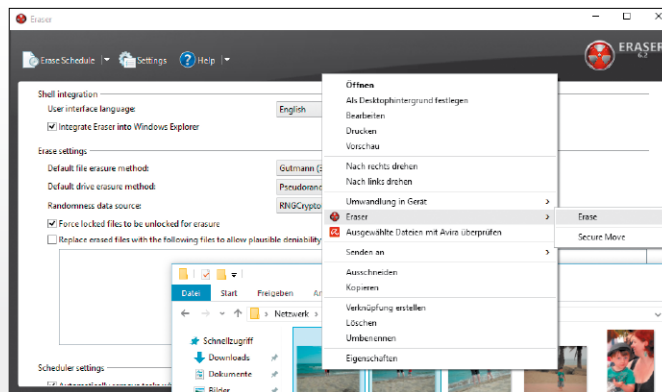 Eraser
Erase Schedule
Settings
Help
ERASER
6.2
Shell integration
User interface language:
English
Integrate Eraser into Windows Explorer
Erase settings
Default file erasure method:
Gutmann (3
Default drive erasure method:
Pseudorand
Randomness data source:
RNGCrypto
Force locked files to be unlocked for erasure
Replace erased files with the following files to allow plausible deniability
Scheduler settings
Öffnen
Als Desktophintergrund festlegen
Bearbeiten
Drucken
Vorschau
Nach rechts drehen
Nach links drehen
Umwandlung in Gerät
Eraser
Ausgewählte Dateien mit Avira überprüfen
Senden an
Ausschneiden
Kopieren
Verknüpfung erstellen
Löschen
Umbenennen
Eigenschaften
Erase
Secure Move
Datei
Start
Freigeben
Netzwerk
Schnellzugriff
Downloads
Dokumente
Bilder